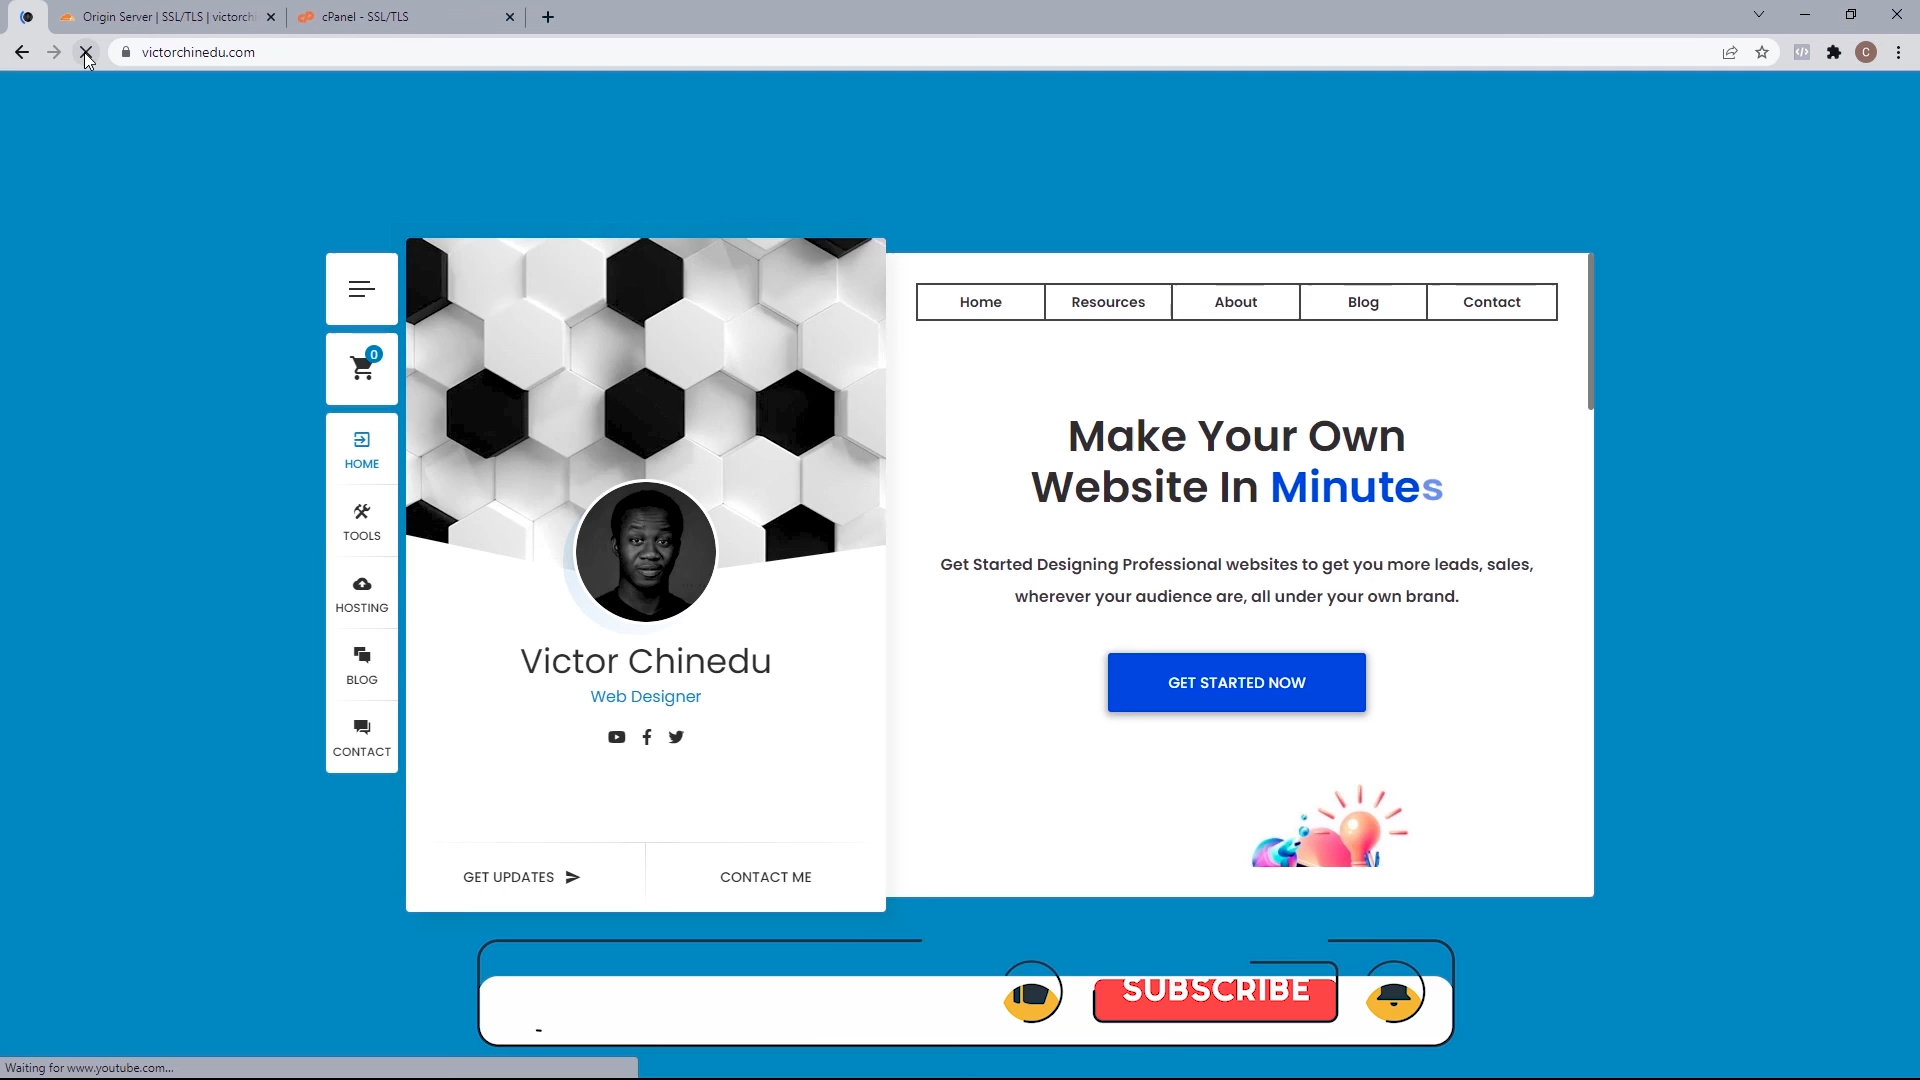 Origin Server | SSL/TLS | victorch
cPanel - SSL/TLS
victorchinedu.com
C
0
HOME
TOOLS
HOSTING
BLOG
CONTACT
Victor Chinedu
Web Designer
GET UPDATES
CONTACT ME
Home
Resources
About
Blog
Contact
Make Your Own
Website In Minutes
Get Started Designing Professional websites to get you more leads, sales,
wherever your audience are, all under your own brand.
GET STARTED NOW
SUBSCRIBE
Waiting for www.youtube.com...